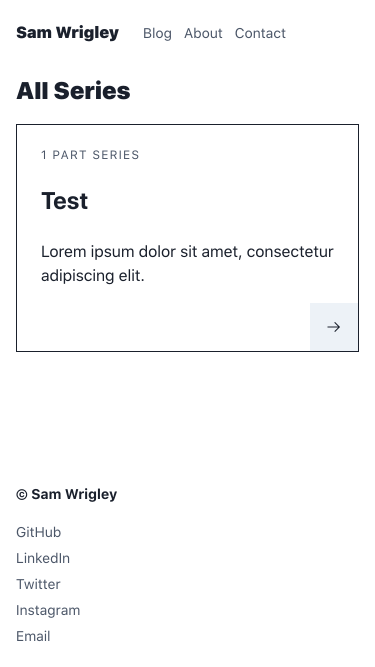 Sam Wrigley Blog About Contact
All Series
1 PART SERIES
Test
Lorem ipsum dolor sit amet, consectetur
adipiscing elit.
→
© Sam Wrigley
GitHub
LinkedIn
Twitter
Instagram
Email